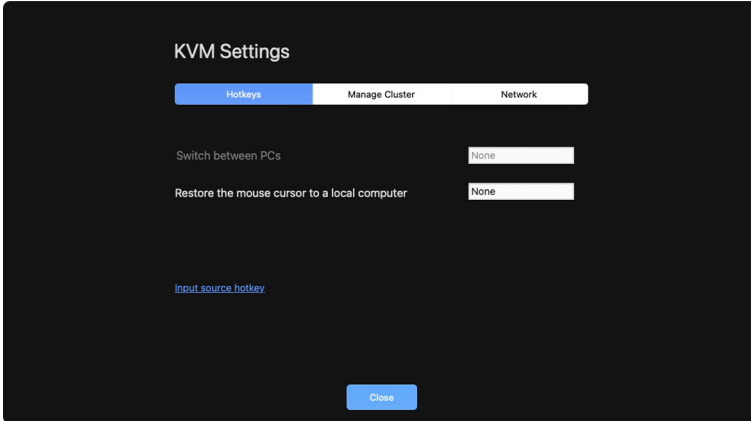 KVM Settings
Hotkeys Manage Cluster Network
Switch between PCs None
Restore the mouse cursor to a local computer None
Input source hotkey
Close